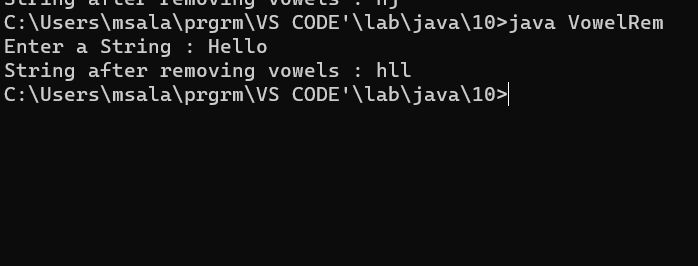 String after removing vowels : hj
C:\Users\msala\prgrm\VS CODE'\lab\java\10>java VowelRem
Enter a String : Hello
String after removing vowels : hll
C:\Users\msala\prgrm\VS CODE'\lab\java\10>